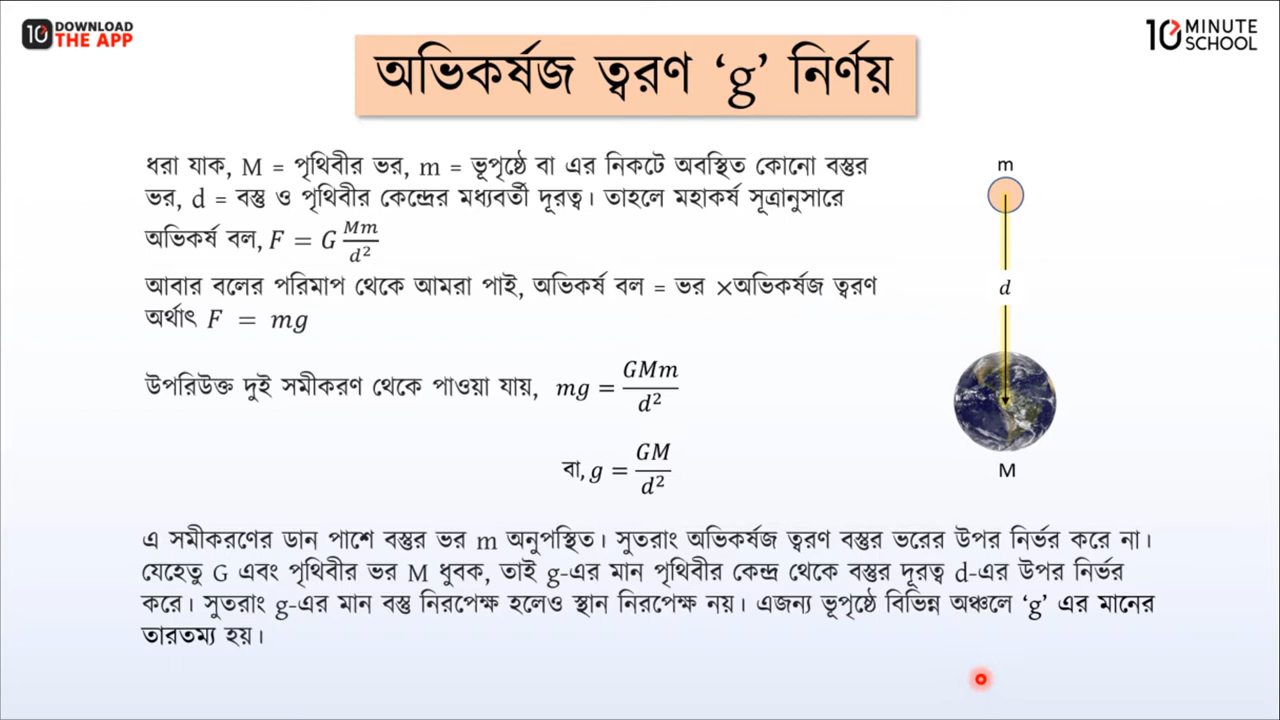 10 DOWNLOAD THE APP
10 MINUTE SCHOOL
অভিকর্ষজ ত্বরণ ‘g’ নির্ণয়
ধরা যাক, M = পৃথিবীর ভর, m = ভূপৃষ্ঠে বা এর নিকটে অবস্থিত কোনো বস্তুর
ভর, d = বস্তু ও পৃথিবীর কেন্দ্রের মধ্যবর্তী দূরত্ব। তাহলে মহাকর্ষ সূত্রানুসারে
অভিকর্ষ বল, F = G Mm/d²
আবার বলের পরিমাপ থেকে আমরা পাই, অভিকর্ষ বল = ভর ×অভিকর্ষজ ত্বরণ
অর্থাৎ F = mg
উপরিউক্ত দুই সমীকরণ থেকে পাওয়া যায়, mg = GMm/d²
বা, g = GM/d²
এ সমীকরণের ডান পাশে বস্তুর ভর m অনুপস্থিত। সুতরাং অভিকর্ষজ ত্বরণ বস্তুর ভরের উপর নির্ভর করে না।
যেহেতু G এবং পৃথিবীর ভর M ধুবক, তাই g-এর মান পৃথিবীর কেন্দ্র থেকে বস্তুর দূরত্ব d-এর উপর নির্ভর
করে। সুতরাং g-এর মান বস্তু নিরপেক্ষ হলেও স্থান নিরপেক্ষ নয়। এজন্য ভূপৃষ্ঠে বিভিন্ন অঞ্চলে ‘g’ এর মানের
তারতম্য হয়।
m
d
M